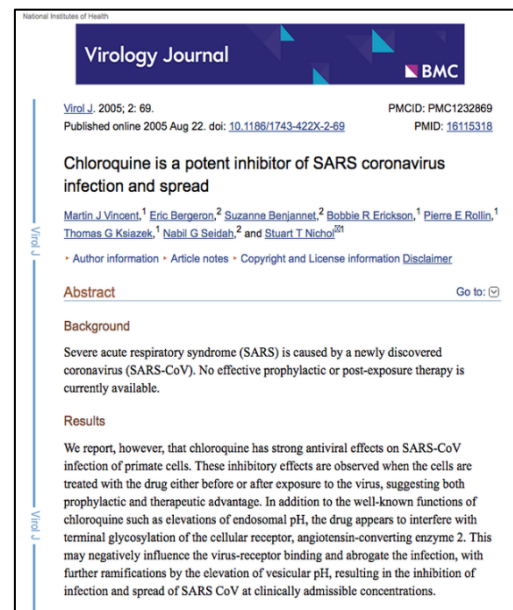 National Institutes of Health
Virology Journal
BMC
Virol J. 2005; 2: 69.
PMCID: PMC1232869
Published online 2005 Aug 22. doi: 10.1186/1743-422X-2-69
PMID: 16115318
Chloroquine is a potent inhibitor of SARS coronavirus
infection and spread
Martin J Vincent,1 Eric Bergeron,2 Suzanne Benjannet,2 Bobbie R Erickson,1 Pierre E Rollin,1
Thomas G Ksiazek,1 Nabil G Seidah,2 and Stuart T Nichol✉1
▸ Author information ▸ Article notes ▸ Copyright and License information Disclaimer
Virol J
Abstract
Go to:
Background
Severe acute respiratory syndrome (SARS) is caused by a newly discovered
coronavirus (SARS-CoV). No effective prophylactic or post-exposure therapy is
currently available.
Results
We report, however, that chloroquine has strong antiviral effects on SARS-CoV
infection of primate cells. These inhibitory effects are observed when the cells are
treated with the drug either before or after exposure to the virus, suggesting both
prophylactic and therapeutic advantage. In addition to the well-known functions of
chloroquine such as elevations of endosomal pH, the drug appears to interfere with
terminal glycosylation of the cellular receptor, angiotensin-converting enzyme 2. This
may negatively influence the virus-receptor binding and abrogate the infection, with
further ramifications by the elevation of vesicular pH, resulting in the inhibition of
infection and spread of SARS CoV at clinically admissible concentrations.
Virol J